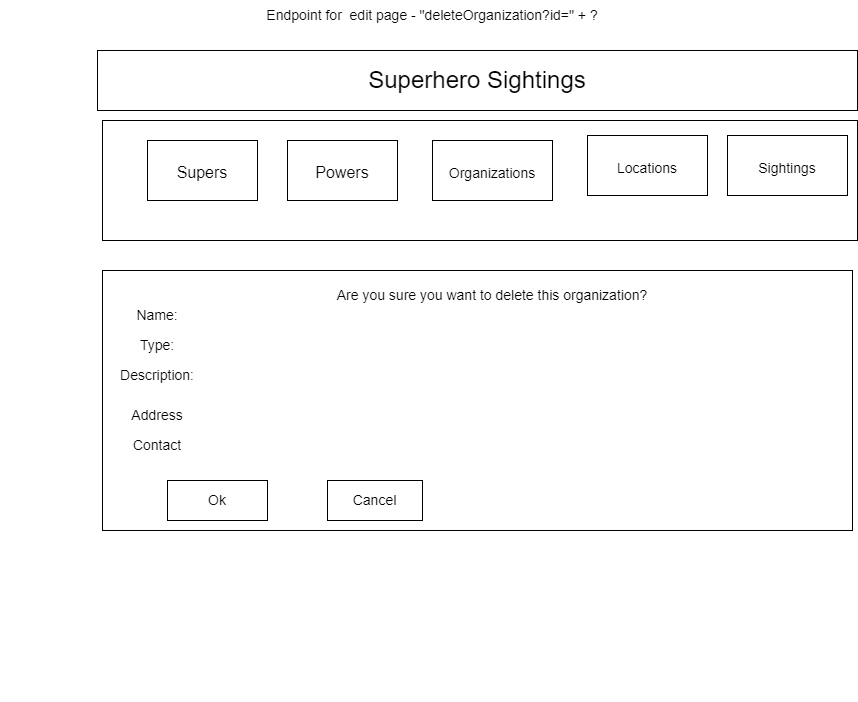 Endpoint for  edit page - "deleteOrganization?id=" + ?
Superhero Sightings
Supers
Powers
Organizations
Locations
Sightings
Are you sure you want to delete this organization?
Name:
Type:
Description:
Address
Contact
Ok
Cancel